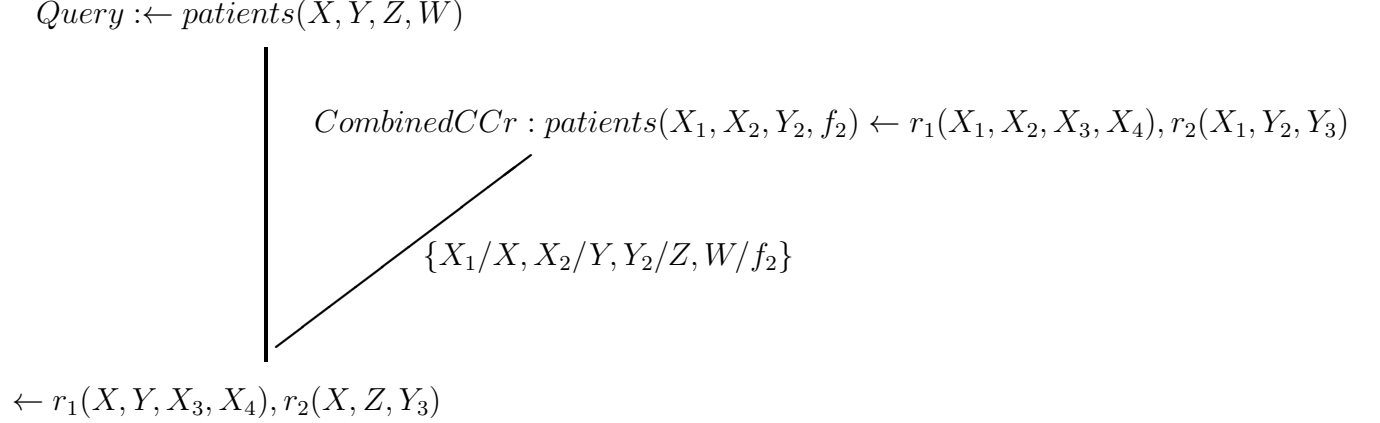 Query :← patients(X, Y, Z, W)
CombinedCCr : patients(X₁, X₂, Y₂, f₂) ← r₁(X₁, X₂, X₃, X₄), r₂(X₁, Y₂, Y₃)
{X₁/X, X₂/Y, Y₂/Z, W/f₂}
← r₁(X, Y, X₃, X₄), r₂(X, Z, Y₃)